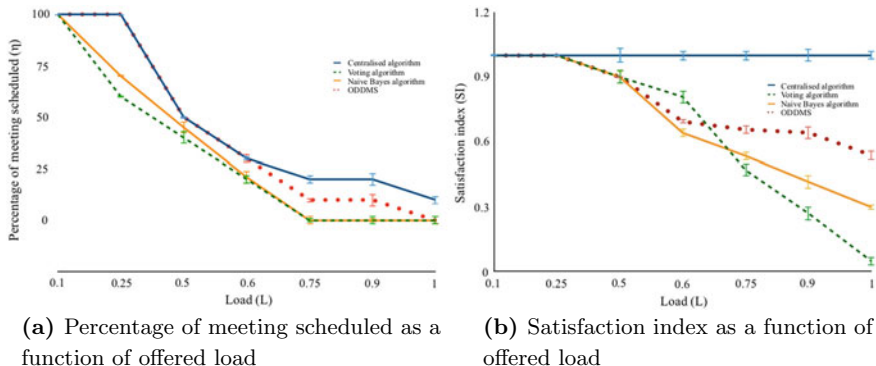 100
75
50
25
0
Percentage of meeting scheduled (η)
Centralised algorithm
Voting algorithm
Naive Bayes algorithm
ODDMS
0.1 0.25 0.5 0.6 0.75 0.9 1
Load (L)
(a) Percentage of meeting scheduled as a
function of offered load
1.2
0.9
0.6
0.3
0
Satisfaction index (SI)
Centralised algorithm
Voting algorithm
Naive Bayes algorithm
ODDMS
0.1 0.25 0.5 0.6 0.75 0.9 1
Load (L)
(b) Satisfaction index as a function of
offered load